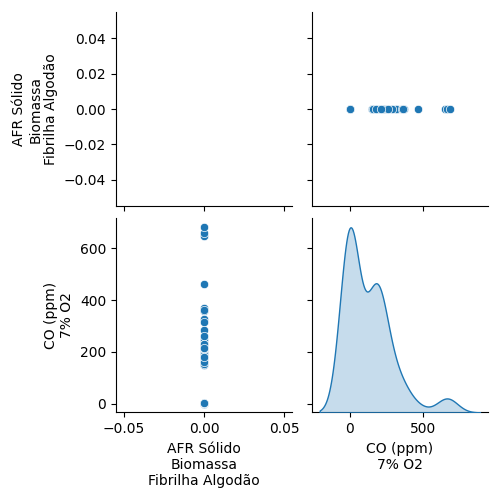 0.04
0.02
0.00
−0.02
−0.04
AFR Sólido
Biomassa
Fibrilha Algodão
600
400
200
0
CO (ppm)
7% O2
−0.05
0.00
0.05
AFR Sólido
Biomassa
Fibrilha Algodão
0
500
CO (ppm)
7% O2